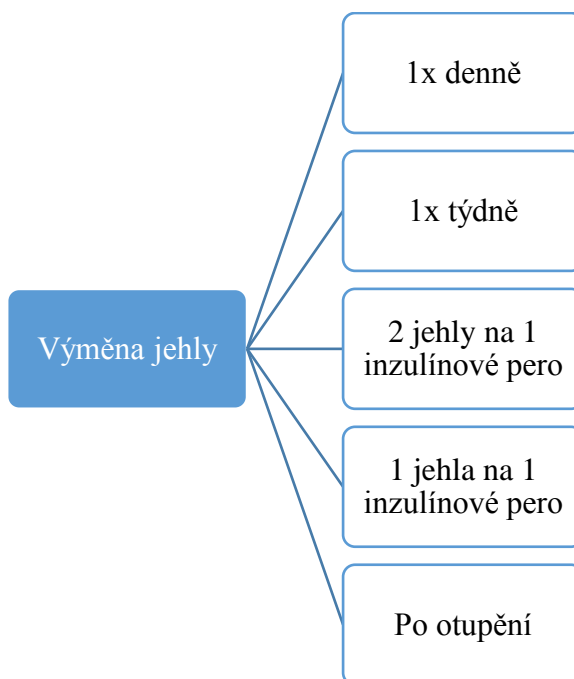 1x denně
1x týdně
Výměna jehly
2 jehly na 1
inzulínové pero
1 jehla na 1
inzulínové pero
Po otupění